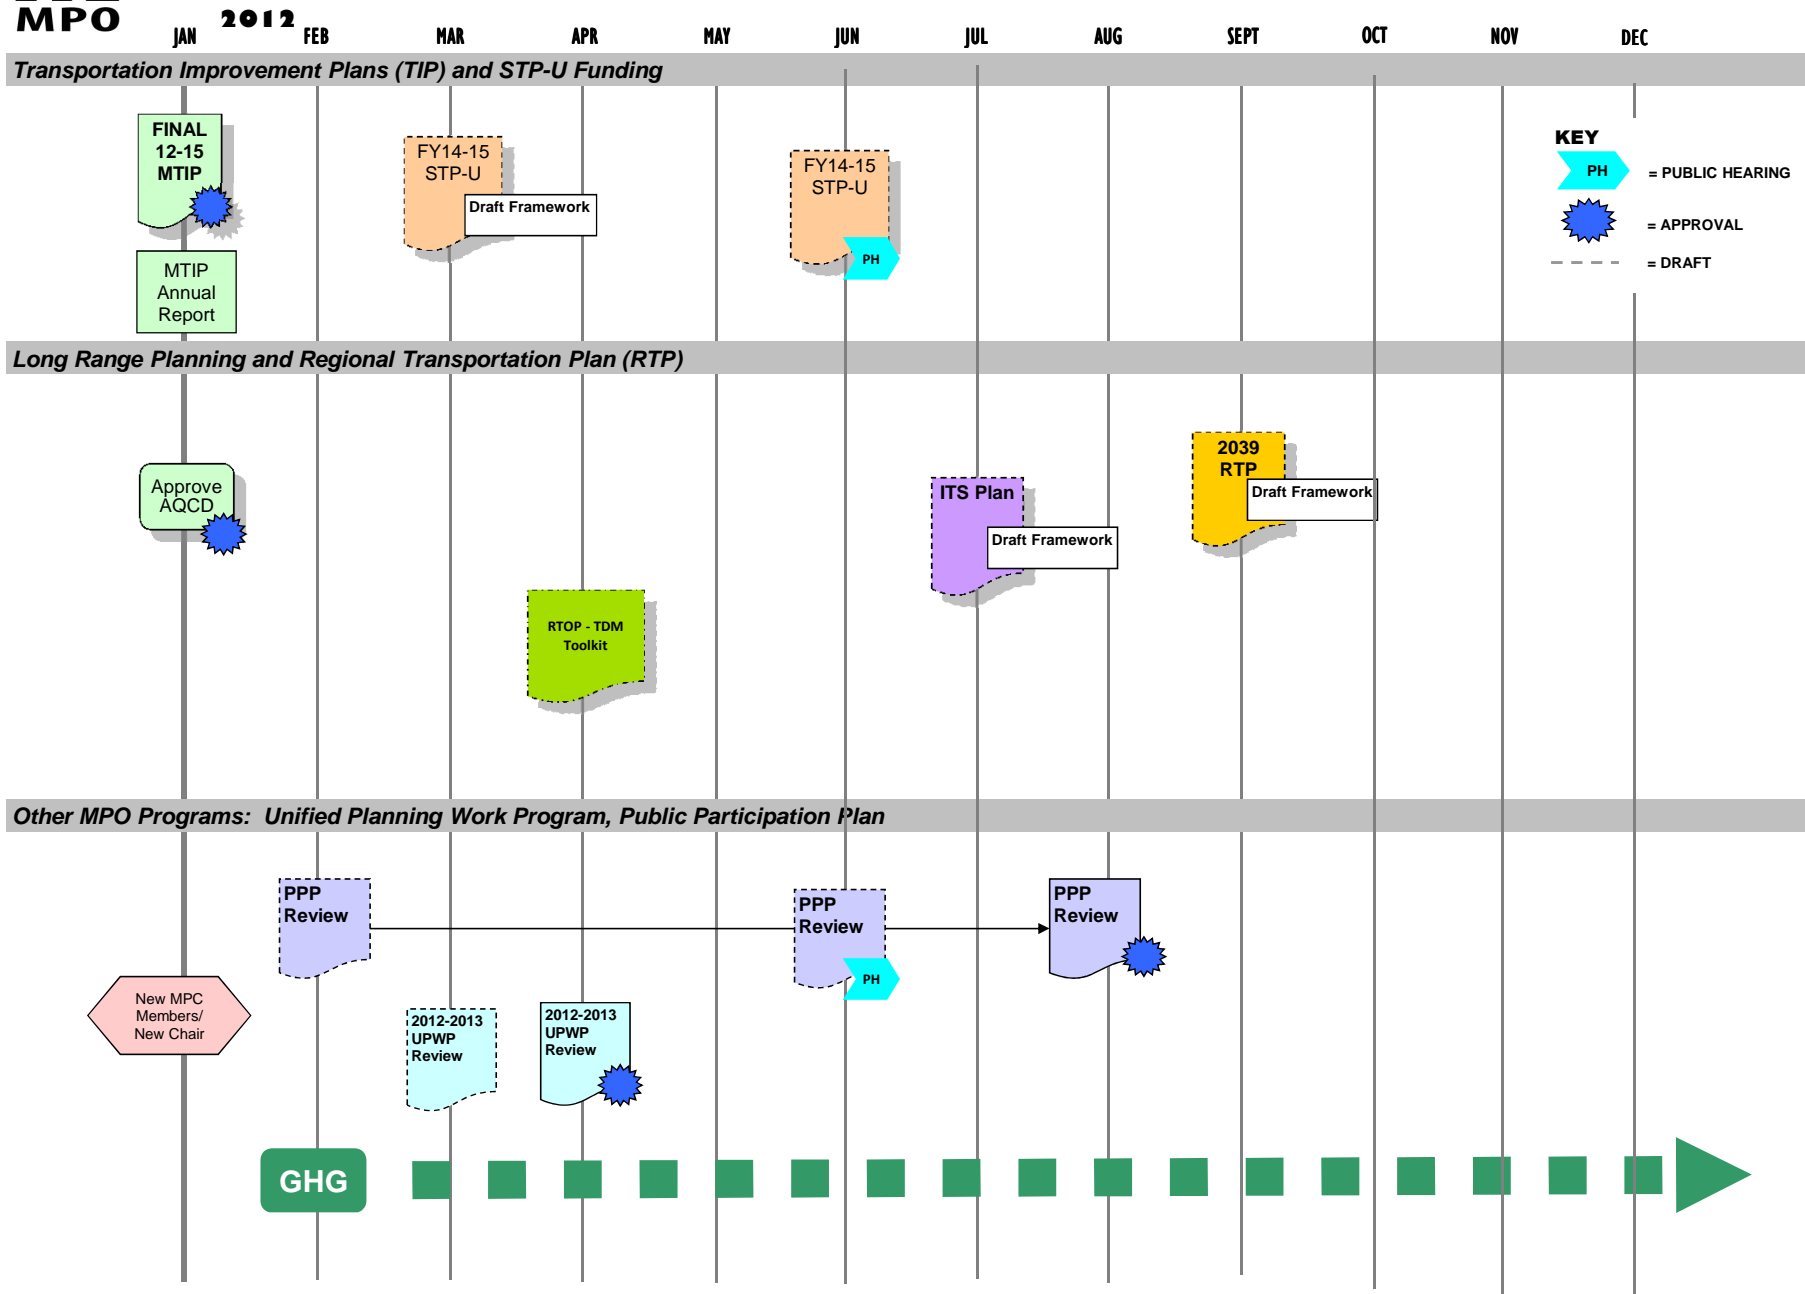 MPO
2012
JAN FEB MAR APR MAY JUN JUL AUG SEPT OCT NOV DEC
Transportation Improvement Plans (TIP) and STP-U Funding
FINAL
12-15
MTIP
MTIP
Annual
Report
FY14-15
STP-U
Draft Framework
FY14-15
STP-U
PH
KEY
PH = PUBLIC HEARING
= APPROVAL
= DRAFT
Long Range Planning and Regional Transportation Plan (RTP)
Approve
AQCD
RTOP - TDM
Toolkit
ITS Plan
Draft Framework
2039
RTP
Draft Framework
Other MPO Programs: Unified Planning Work Program, Public Participation Plan
PPP
Review
PPP
Review
PH
PPP
Review
New MPC
Members/
New Chair
2012-2013
UPWP
Review
2012-2013
UPWP
Review
GHG